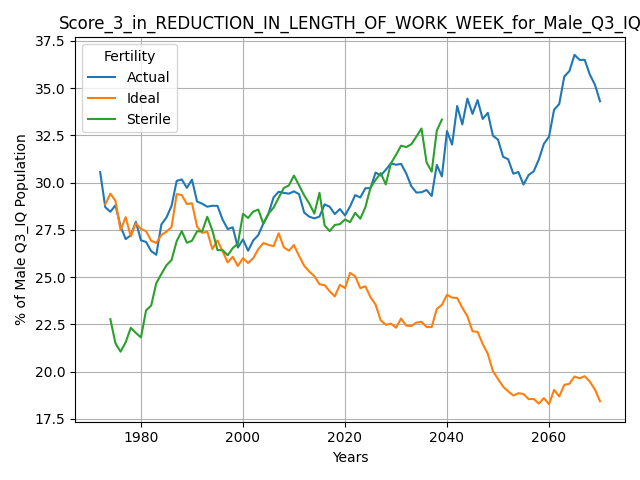 Score_3_in_REDUCTION_IN_LENGTH_OF_WORK_WEEK_for_Male_Q3_IQ
Fertility
Actual
Ideal
Sterile
% of Male Q3_IQ Population
37.5
35.0
32.5
30.0
27.5
25.0
22.5
20.0
17.5
1980
2000
2020
2040
2060
Years